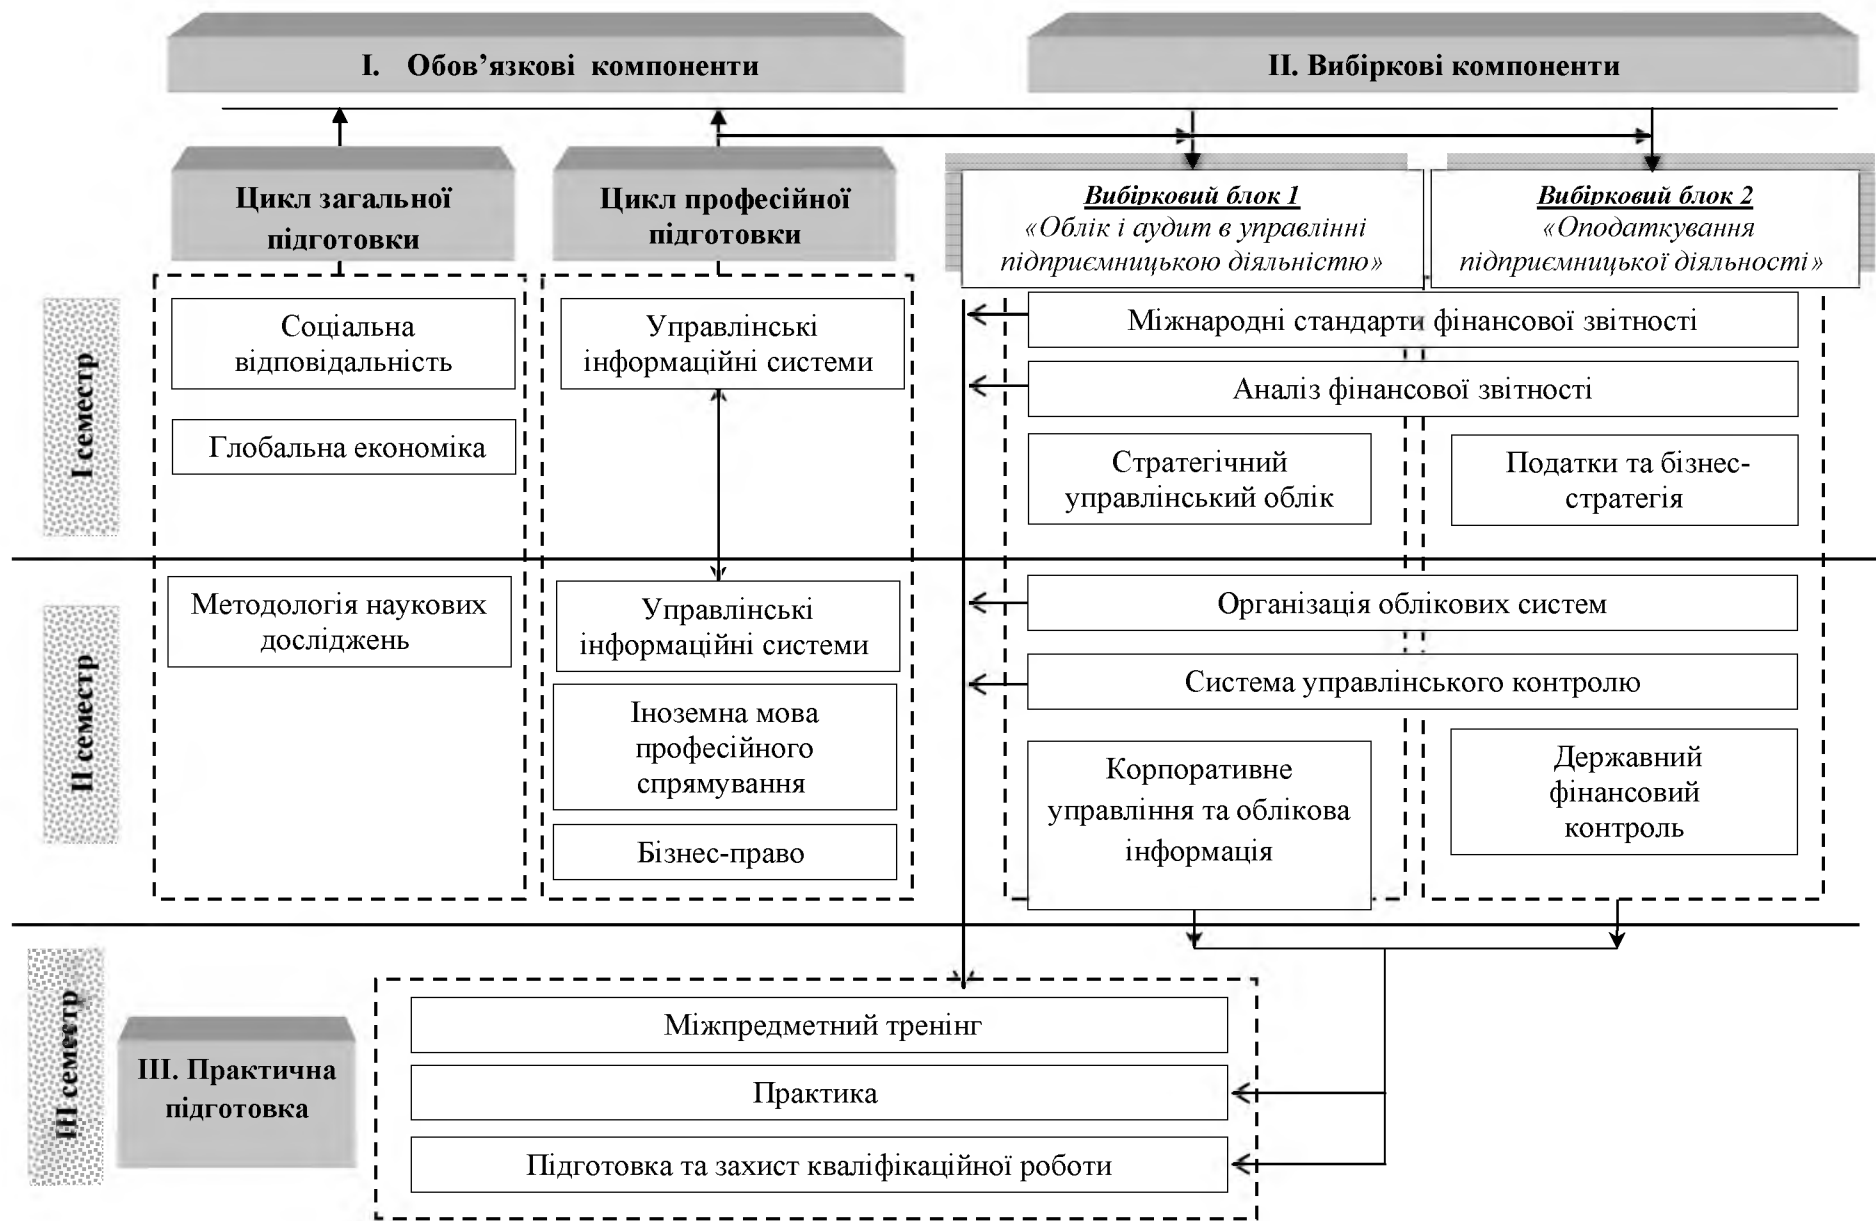 I. Обов’язкові компоненти
II. Вибіркові компоненти
Цикл загальної
підготовки
Цикл професійної
підготовки
Вибірковий блок 1
«Облік і аудит в управлінні
підприємницькою діяльністю»
Вибірковий блок 2
«Оподаткування
підприємницької діяльності»
I семестр
Соціальна
відповідальність
Глобальна економіка
Управлінські
інформаційні системи
Міжнародні стандарти фінансової звітності
Аналіз фінансової звітності
Стратегічний
управлінський облік
Податки та бізнес-
стратегія
II семестр
Методологія наукових
досліджень
Управлінські
інформаційні системи
Іноземна мова
професійного
спрямування
Бізнес-право
Організація облікових систем
Система управлінського контролю
Корпоративне
управління та облікова
інформація
Державний
фінансовий
контроль
III семестр
III. Практична
підготовка
Міжпредметний тренінг
Практика
Підготовка та захист кваліфікаційної роботи